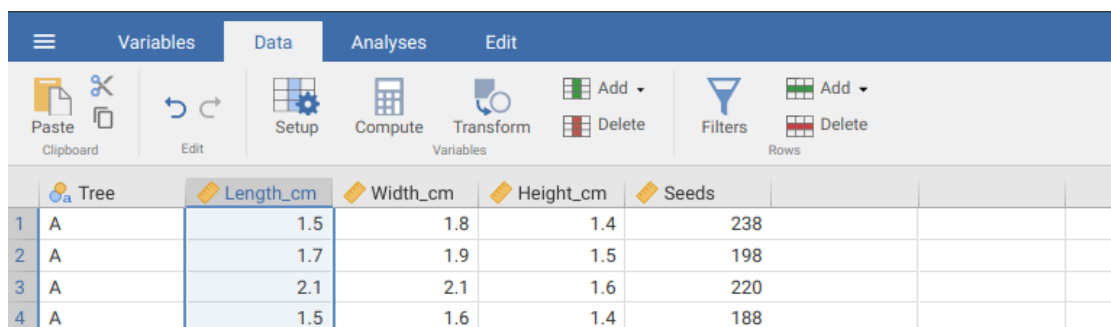 Variables Data Analyses Edit
Paste Setup Compute Transform Add Delete Filters Add Delete
Clipboard Edit Variables Rows
a Tree Length_cm Width_cm Height_cm Seeds
1 A 1.5 1.8 1.4 238
2 A 1.7 1.9 1.5 198
3 A 2.1 2.1 1.6 220
4 A 1.5 1.6 1.4 188